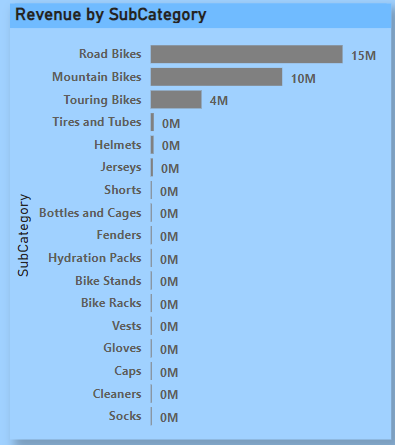 Revenue by SubCategory
SubCategory
Road Bikes 15M
Mountain Bikes 10M
Touring Bikes 4M
Tires and Tubes 0M
Helmets 0M
Jerseys 0M
Shorts 0M
Bottles and Cages 0M
Fenders 0M
Hydration Packs 0M
Bike Stands 0M
Bike Racks 0M
Vests 0M
Gloves 0M
Caps 0M
Cleaners 0M
Socks 0M